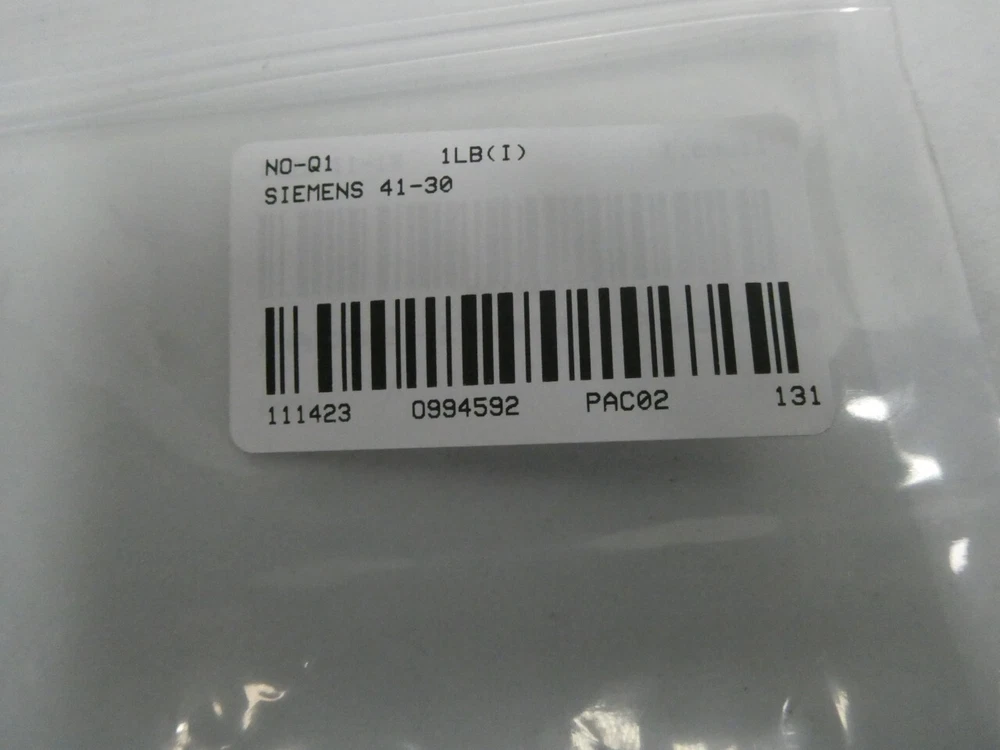 NO-Q1 1LB(I)
SIEMENS 41-30
111423 0994592 PAC02 131